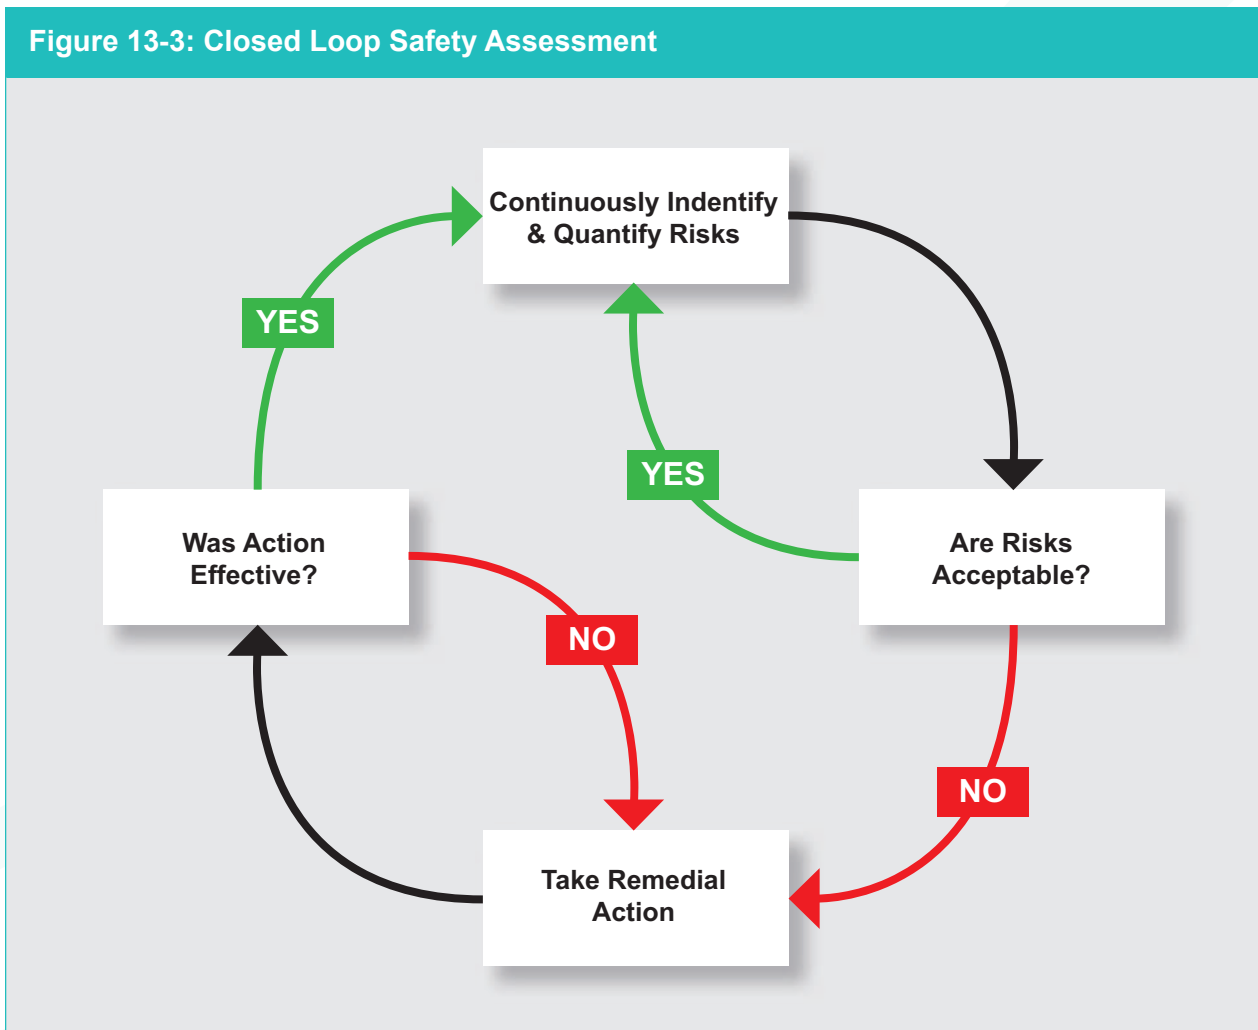 Figure 13-3: Closed Loop Safety Assessment
Continuously Indentify
& Quantify Risks
YES
YES
Was Action
Effective?
Are Risks
Acceptable?
NO
NO
Take Remedial
Action